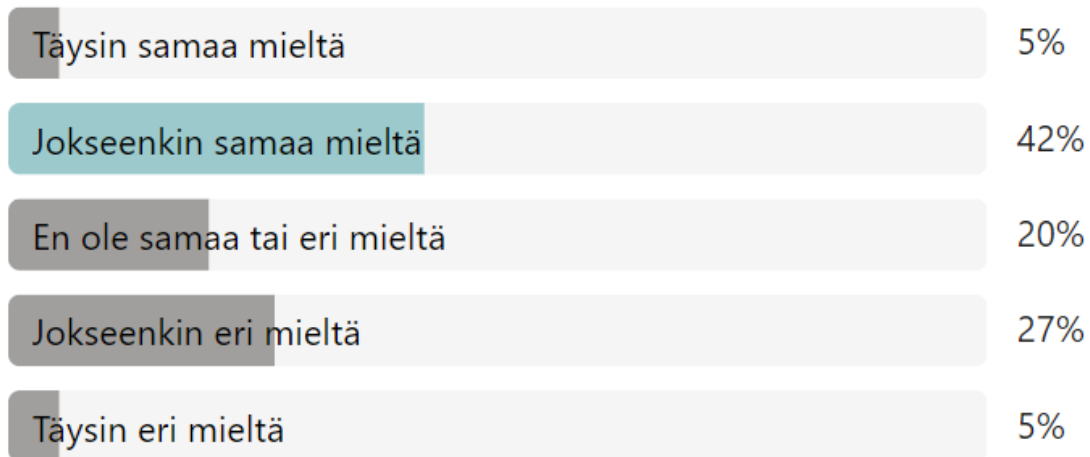 Täysin samaa mieltä 5%
Jokseenkin samaa mieltä 42%
En ole samaa tai eri mieltä 20%
Jokseenkin eri mieltä 27%
Täysin eri mieltä 5%